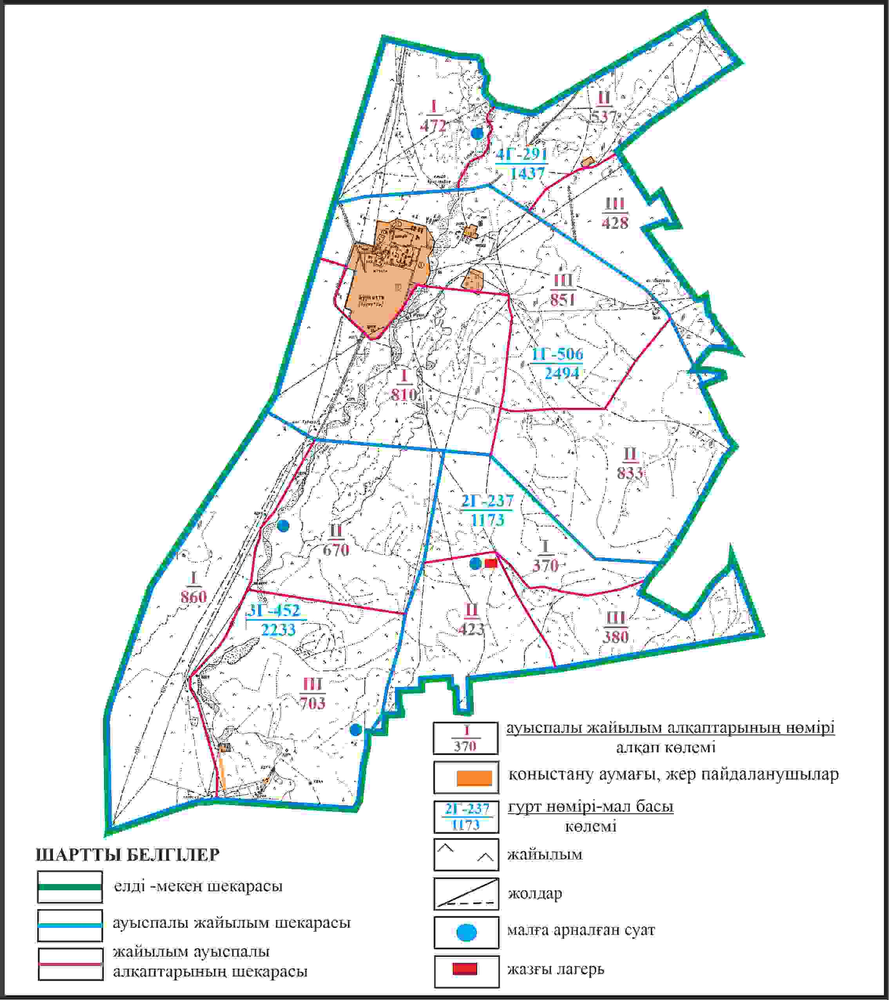 I
472
II
537
4Г-291
1437
III
428
III
851
1Г-506
2494
I
810
II
833
2Г-237
1173
II
670
I
370
I
860
3Г-452
2233
II
423
III
380
III
703
I
370
ауыспалы жайылым алқаптарының нөмірі
алқап көлемі
қоныстану аумағы, жер пайдаланушылар
2Г-237
1173
гурт нөмірі-мал басы
көлемі
жайылым
жолдар
малға арналған суат
жазғы лагерь
ШАРТТЫ БЕЛГІЛЕР
елді -мекен шекарасы
ауыспалы жайылым шекарасы
жайылым ауыспалы
алқаптарының шекарасы